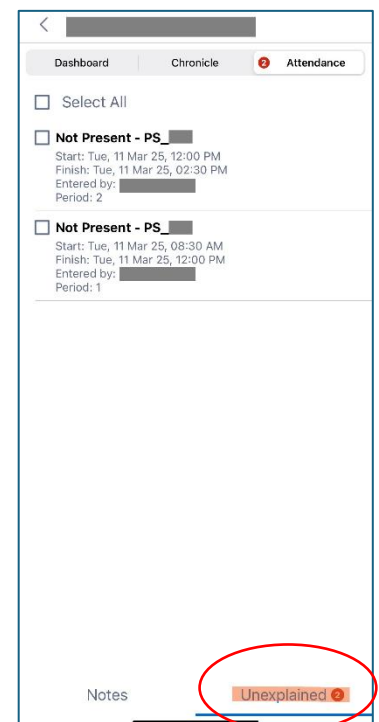 Dashboard Chronicle 2 Attendance
Select All
Not Present - PS_
Start: Tue, 11 Mar 25, 12:00 PM
Finish: Tue, 11 Mar 25, 02:30 PM
Entered by:
Period: 2
Not Present - PS_
Start: Tue, 11 Mar 25, 08:30 AM
Finish: Tue, 11 Mar 25, 12:00 PM
Entered by:
Period: 1
Notes Unexplained 2